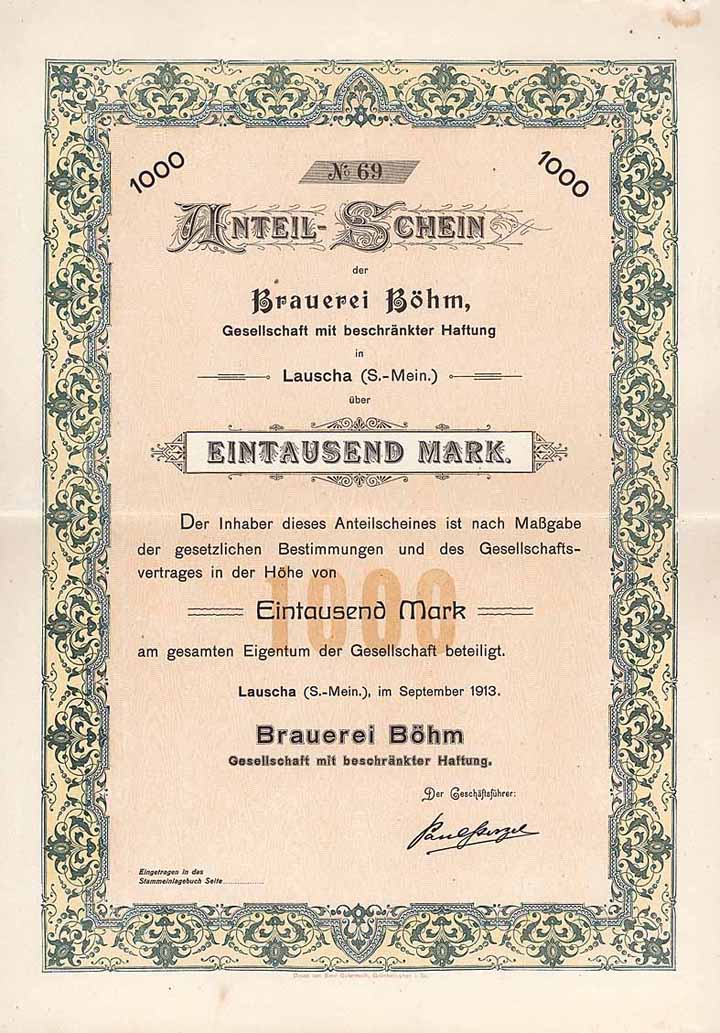 1000
№ 69
1000
ANTEIL-SCHEIN
der
Brauerei Böhm,
Gesellschaft mit beschränkter Haftung
in
Lauscha (S.-Mein.)
über
EINTAUSEND MARK.
Der Inhaber dieses Anteilscheines ist nach Maßgabe
der gesetzlichen Bestimmungen und des Gesellschafts-
vertrages in der Höhe von
1000
Eintausend Mark
am gesamten Eigentum der Gesellschaft beteiligt.
Lauscha (S.-Mein.), im September 1913.
Brauerei Böhm
Gesellschaft mit beschränkter Haftung.
Der Geschäftsführer:
Eingetragen in das
Stammeinlagebuch Seite..............
Druck von